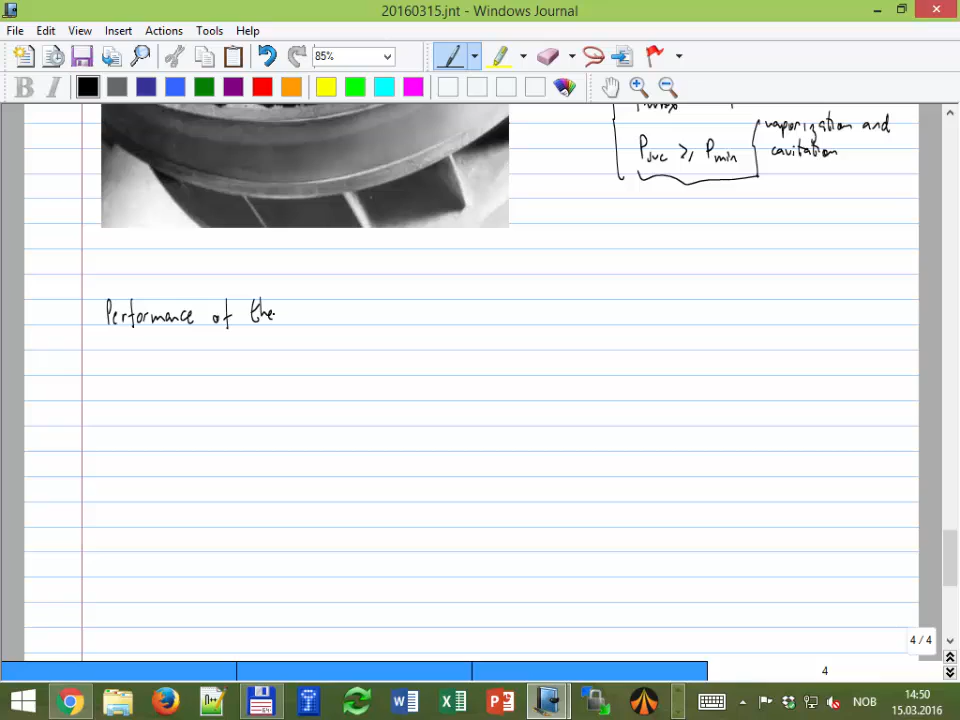 20160315.jnt - Windows Journal
File Edit View Insert Actions Tools Help
85%
B I
vaporization and
Psuc ≥ Pmin
cavitation
Performance of the
4 / 4
4
W X P
NOB
14:50
15.03.2016